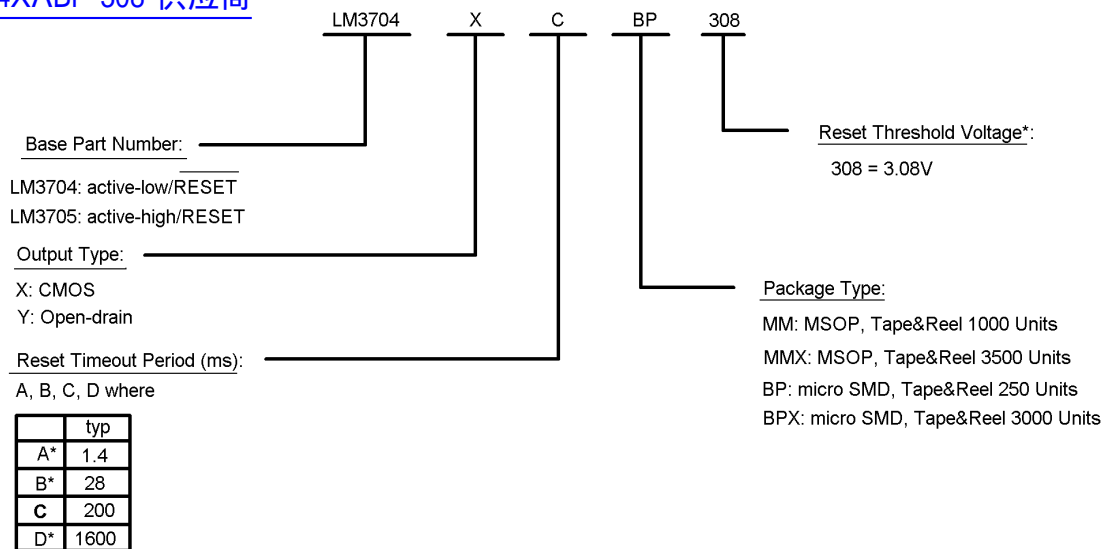 供应商
LM3704 X C BP 308
Base Part Number:
LM3704: active-low/RESET
LM3705: active-high/RESET
Output Type:
X: CMOS
Y: Open-drain
Reset Timeout Period (ms):
A, B, C, D where
typ
A* 1.4
B* 28
C 200
D* 1600
Reset Threshold Voltage*:
308 = 3.08V
Package Type:
MM: MSOP, Tape&Reel 1000 Units
MMX: MSOP, Tape&Reel 3500 Units
BP: micro SMD, Tape&Reel 250 Units
BPX: micro SMD, Tape&Reel 3000 Units